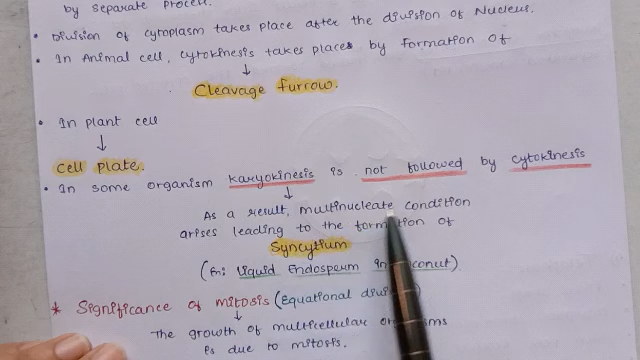 by separate process.
• Division of cytoplasm takes place after the division of Nucleus.
• In Animal cell, cytokinesis takes places by formation of
↓
Cleavage furrow.
• In plant cell
↓
Cell plate.
• In some organism karyokinesis is not followed by cytokinesis
↓
As a result, multinucleate condition
arises leading to the formation of
Syncytium
(En: Liquid Endosperm in coconut)
* Significance of mitosis (Equational
↓
The growth of multicellular
is due to mitosis.